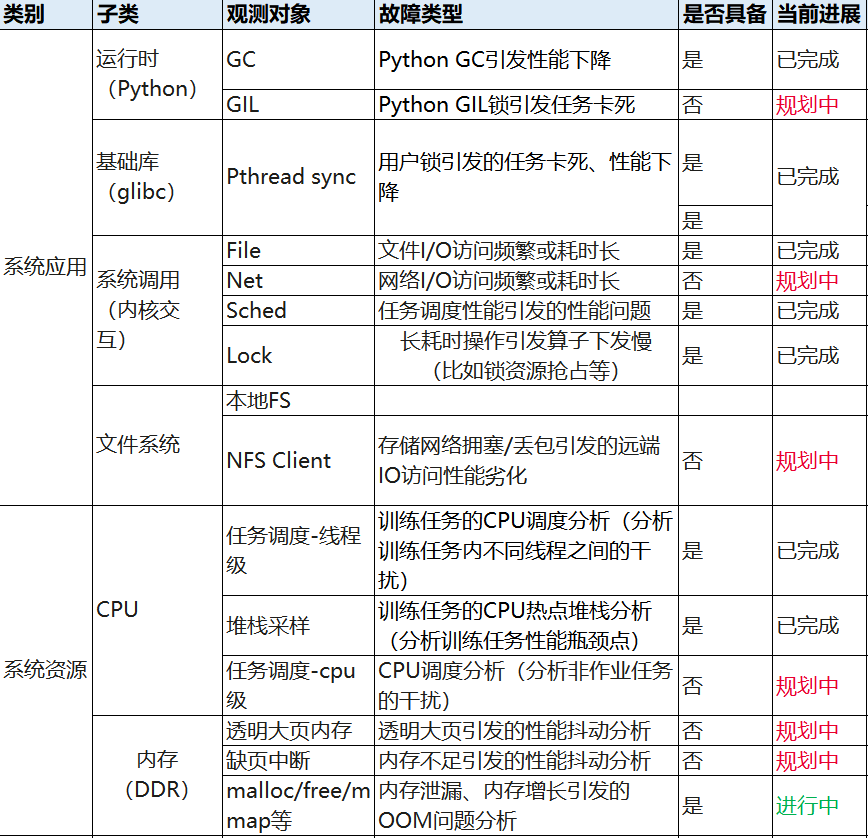 类别 子类 观测对象 故障类型 是否具备 当前进展
系统应用
运行时
（Python）
GC Python GC引发性能下降 是 已完成
GIL Python GIL锁引发任务卡死 否 规划中
基础库
（glibc）
Pthread sync 用户锁引发的任务卡死、性能下
降
是 已完成
是
系统调用
（内核交
互）
File 文件I/O访问频繁或耗时长 是 已完成
Net 网络I/O访问频繁或耗时长 否 规划中
Sched 任务调度性能引发的性能问题 是 已完成
Lock 长耗时操作引发算子下发慢
（比如锁资源抢占等）
是 已完成
文件系统
本地FS
NFS Client 存储网络拥塞/丢包引发的远端
IO访问性能劣化
否 规划中
系统资源
CPU
任务调度-线程
级
训练任务的CPU调度分析（分析
训练任务内不同线程之间的干
扰）
是 已完成
堆栈采样 训练任务的CPU热点堆栈分析
（分析训练任务性能瓶颈点）
是 已完成
任务调度-cpu
级
CPU调度分析（分析非作业任务
的干扰）
否 规划中
内存
（DDR）
透明大页内存 透明大页引发的性能抖动分析 否 规划中
缺页中断 内存不足引发的性能抖动分析 否 规划中
malloc/free/m
map等
内存泄漏、内存增长引发的
OOM问题分析
是 进行中